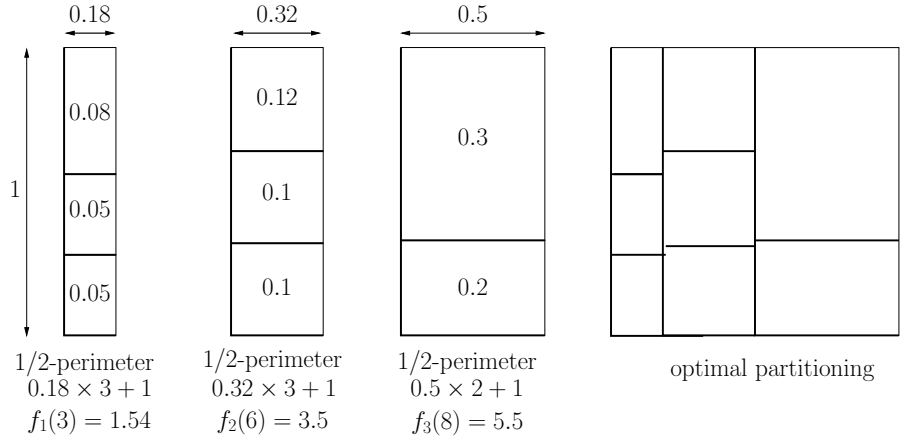 0.18
0.32
0.5
0.08
0.12
0.3
1
0.05
0.1
0.05
0.1
0.2
1/2-perimeter
0.18 × 3 + 1
f₁(3) = 1.54
1/2-perimeter
0.32 × 3 + 1
f₂(6) = 3.5
1/2-perimeter
0.5 × 2 + 1
f₃(8) = 5.5
optimal partitioning